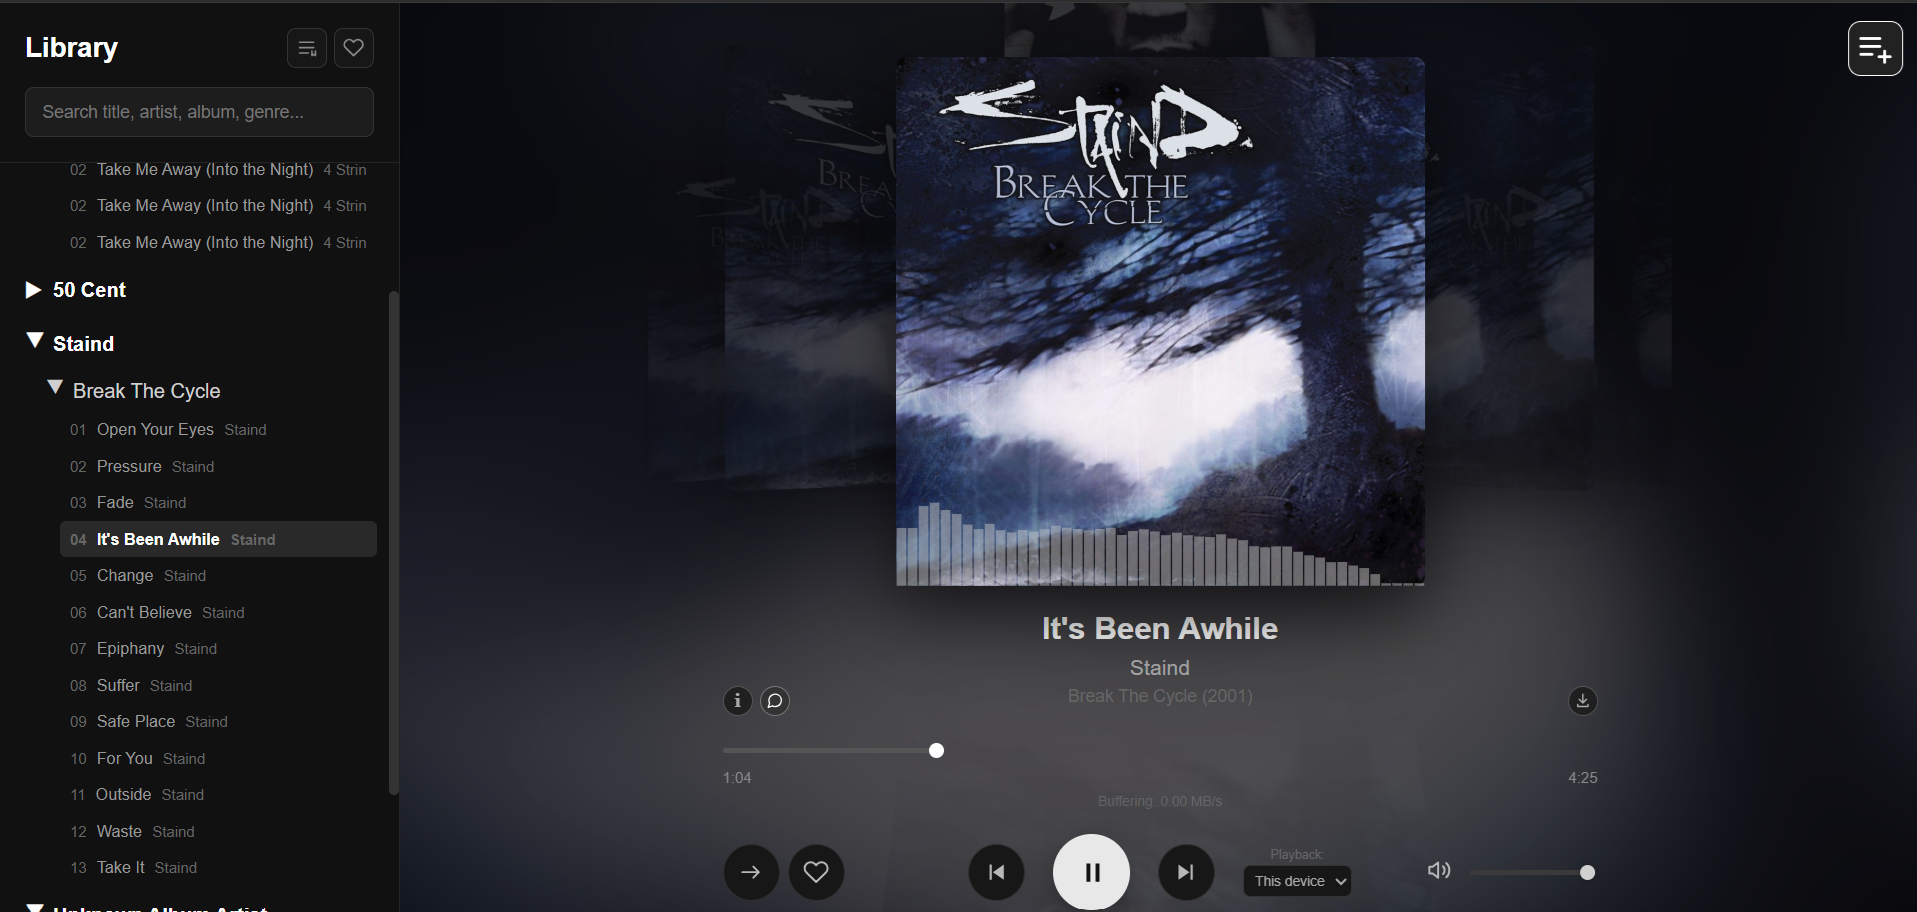 Library
Search title, artist, album, genre...
02 Take Me Away (Into the Night) 4 Strin
02 Take Me Away (Into the Night) 4 Strin
02 Take Me Away (Into the Night) 4 Strin
50 Cent
Staind
Break The Cycle
01 Open Your Eyes Staind
02 Pressure Staind
03 Fade Staind
04 It's Been Awhile Staind
05 Change Staind
06 Can't Believe Staind
07 Epiphany Staind
08 Suffer Staind
09 Safe Place Staind
10 For You Staind
11 Outside Staind
12 Waste Staind
13 Take It Staind
Unknown Album Artist
STAIND
BREAK THE
CYCLE
It's Been Awhile
Staind
Break The Cycle (2001)
1:04
4:25
Buffering: 0.00 MB/s
Playback:
This device